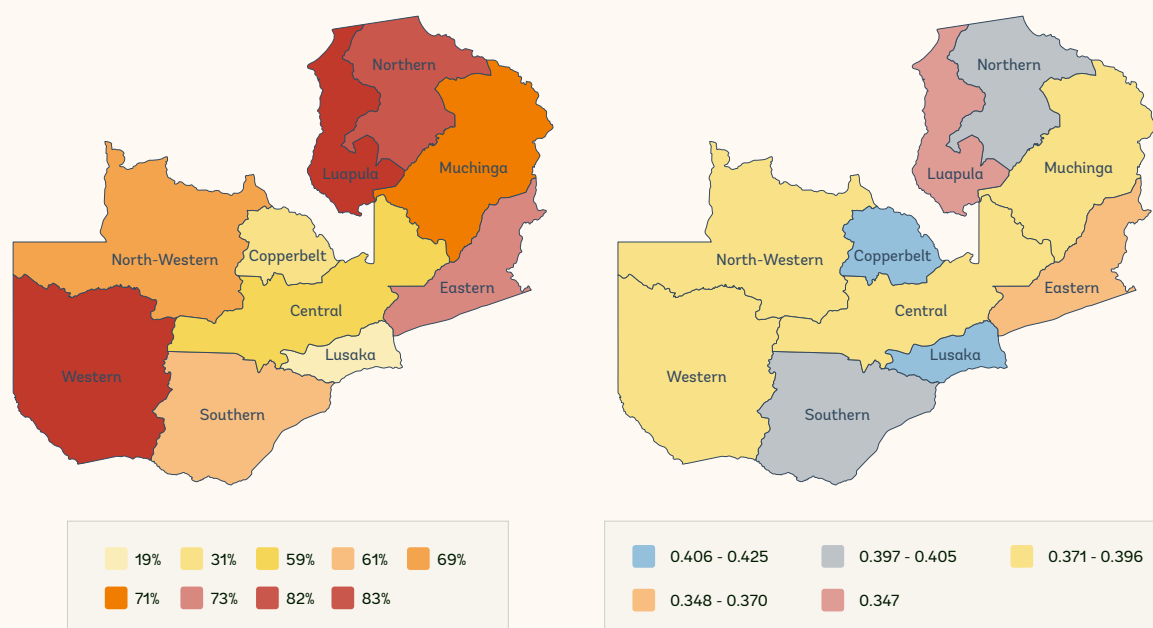 Northern
Muchinga
Luapula
North-Western
Copperbelt
Eastern
Central
Lusaka
Western
Southern
19% 31% 59% 61% 69%
71% 73% 82% 83%
Northern
Muchinga
Luapula
North-Western
Copperbelt
Eastern
Central
Lusaka
Western
Southern
0.406 - 0.425 0.397 - 0.405 0.371 - 0.396
0.348 - 0.370 0.347